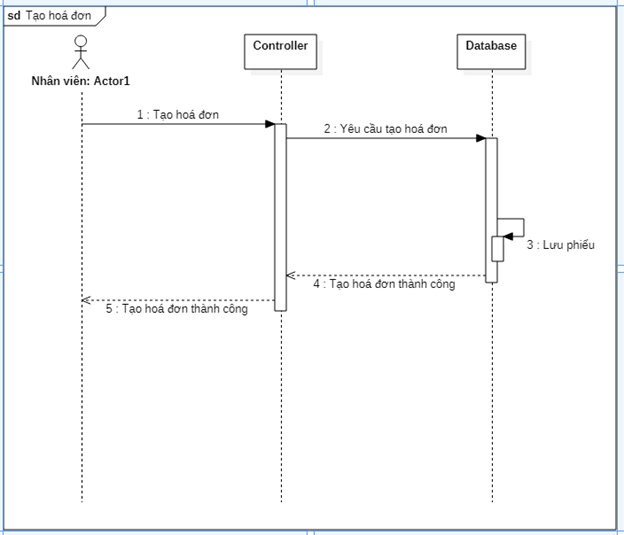 sd Tạo hoá đơn
Controller
Database
Nhân viên: Actor1
1 : Tạo hoá đơn
2 : Yêu cầu tạo hoá đơn
3 : Lưu phiếu
4 : Tạo hoá đơn thành công
5 : Tạo hoá đơn thành công